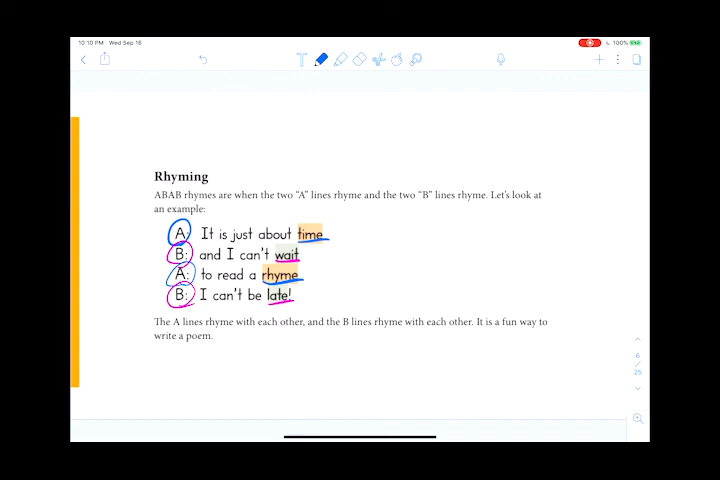 10:10 PM Wed Sep 16
100%
T
Rhyming
ABAB rhymes are when the two “A” lines rhyme and the two “B” lines rhyme. Let’s look at
an example:
A: It is just about time
B: and I can’t wait
A: to read a rhyme
B: I can’t be late!
The A lines rhyme with each other, and the B lines rhyme with each other. It is a fun way to
write a poem.
6
/
25